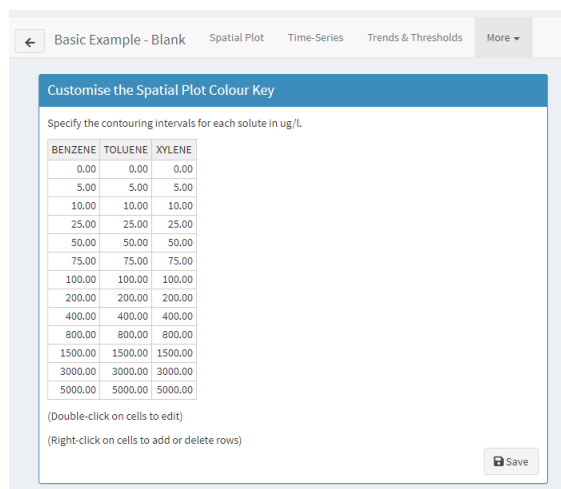 Basic Example - Blank Spatial Plot Time-Series Trends & Thresholds More
Customise the Spatial Plot Colour Key
Specify the contouring intervals for each solute in ug/l.
BENZENE TOLUENE XYLENE
0.00 0.00 0.00
5.00 5.00 5.00
10.00 10.00 10.00
25.00 25.00 25.00
50.00 50.00 50.00
75.00 75.00 75.00
100.00 100.00 100.00
200.00 200.00 200.00
400.00 400.00 400.00
800.00 800.00 800.00
1500.00 1500.00 1500.00
3000.00 3000.00 3000.00
5000.00 5000.00 5000.00
(Double-click on cells to edit)
(Right-click on cells to add or delete rows)
Save